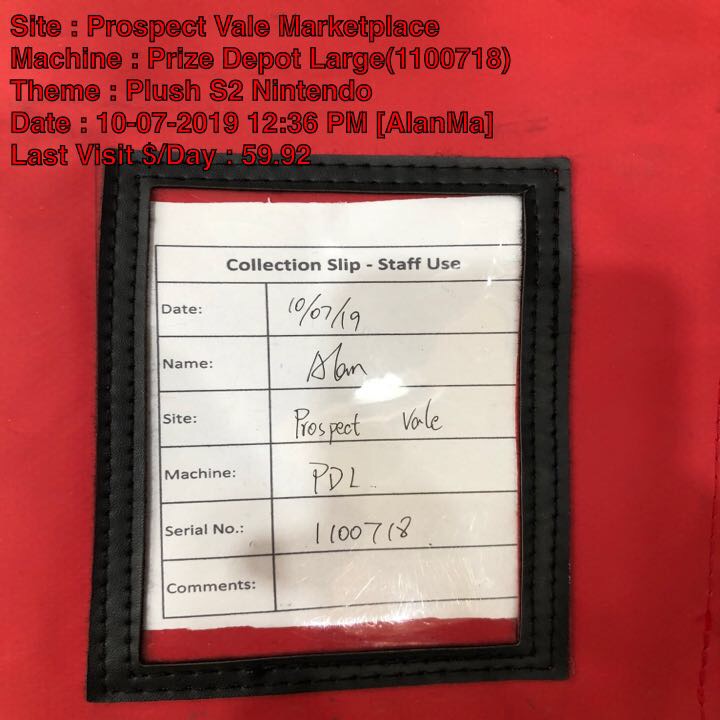 Site : Prospect Vale Marketplace
Machine : Prize Depot Large(1100718)
Theme : Plush S2 Nintendo
Date : 10-07-2019 12:36 PM [AlanMa]
Last Visit $/Day : 59.92
Collection Slip - Staff Use
Date: 10/07/19
Name: Alan
Site: Prospect Vale
Machine: PDL
Serial No.: 1100718
Comments: